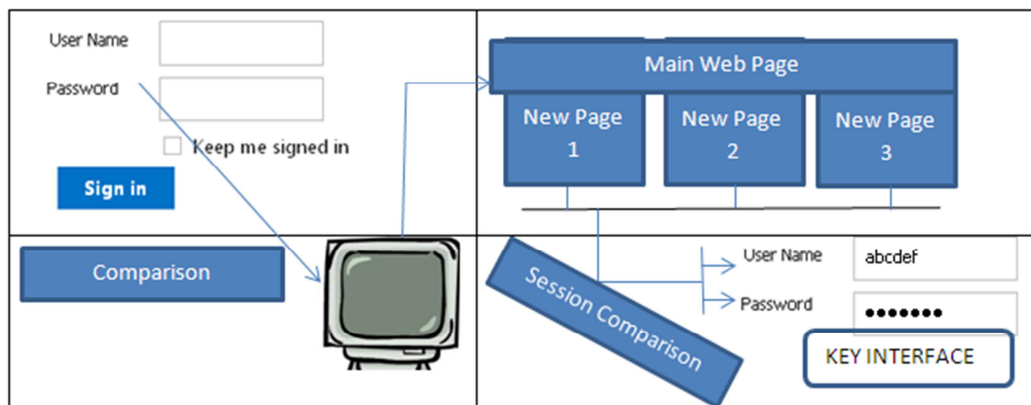 User Name
Password
Keep me signed in
Sign in
Main Web Page
New Page
1
New Page
2
New Page
3
Comparison
Session Comparison
User Name
abcdef
Password
●●●●●●●
KEY INTERFACE